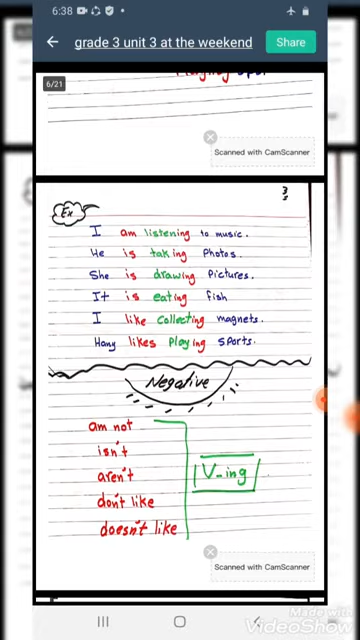 6:38
grade 3 unit 3 at the weekend
Share
6/21
Scanned with CamScanner
3
Ex
I am listening to music.
He is taking Photos.
She is drawing Pictures.
It is eating fish
I like collecting magnets.
Hany likes playing sports.
Negative
am not
isn't
aren't
don't like
doesn't like
V-ing
Scanned with CamScanner
Made with
VideoShow